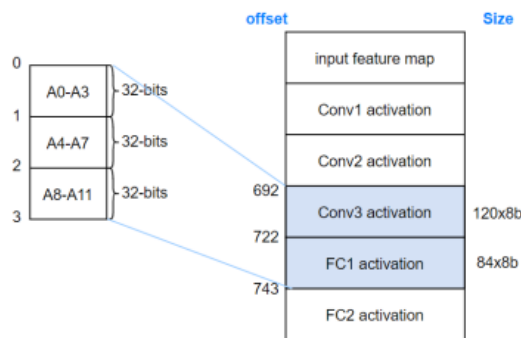 offset
Size
0
A0-A3
32-bits
1
A4-A7
32-bits
2
A8-A11
32-bits
3
input feature map
Conv1 activation
Conv2 activation
692
Conv3 activation
120x8b
722
FC1 activation
84x8b
743
FC2 activation